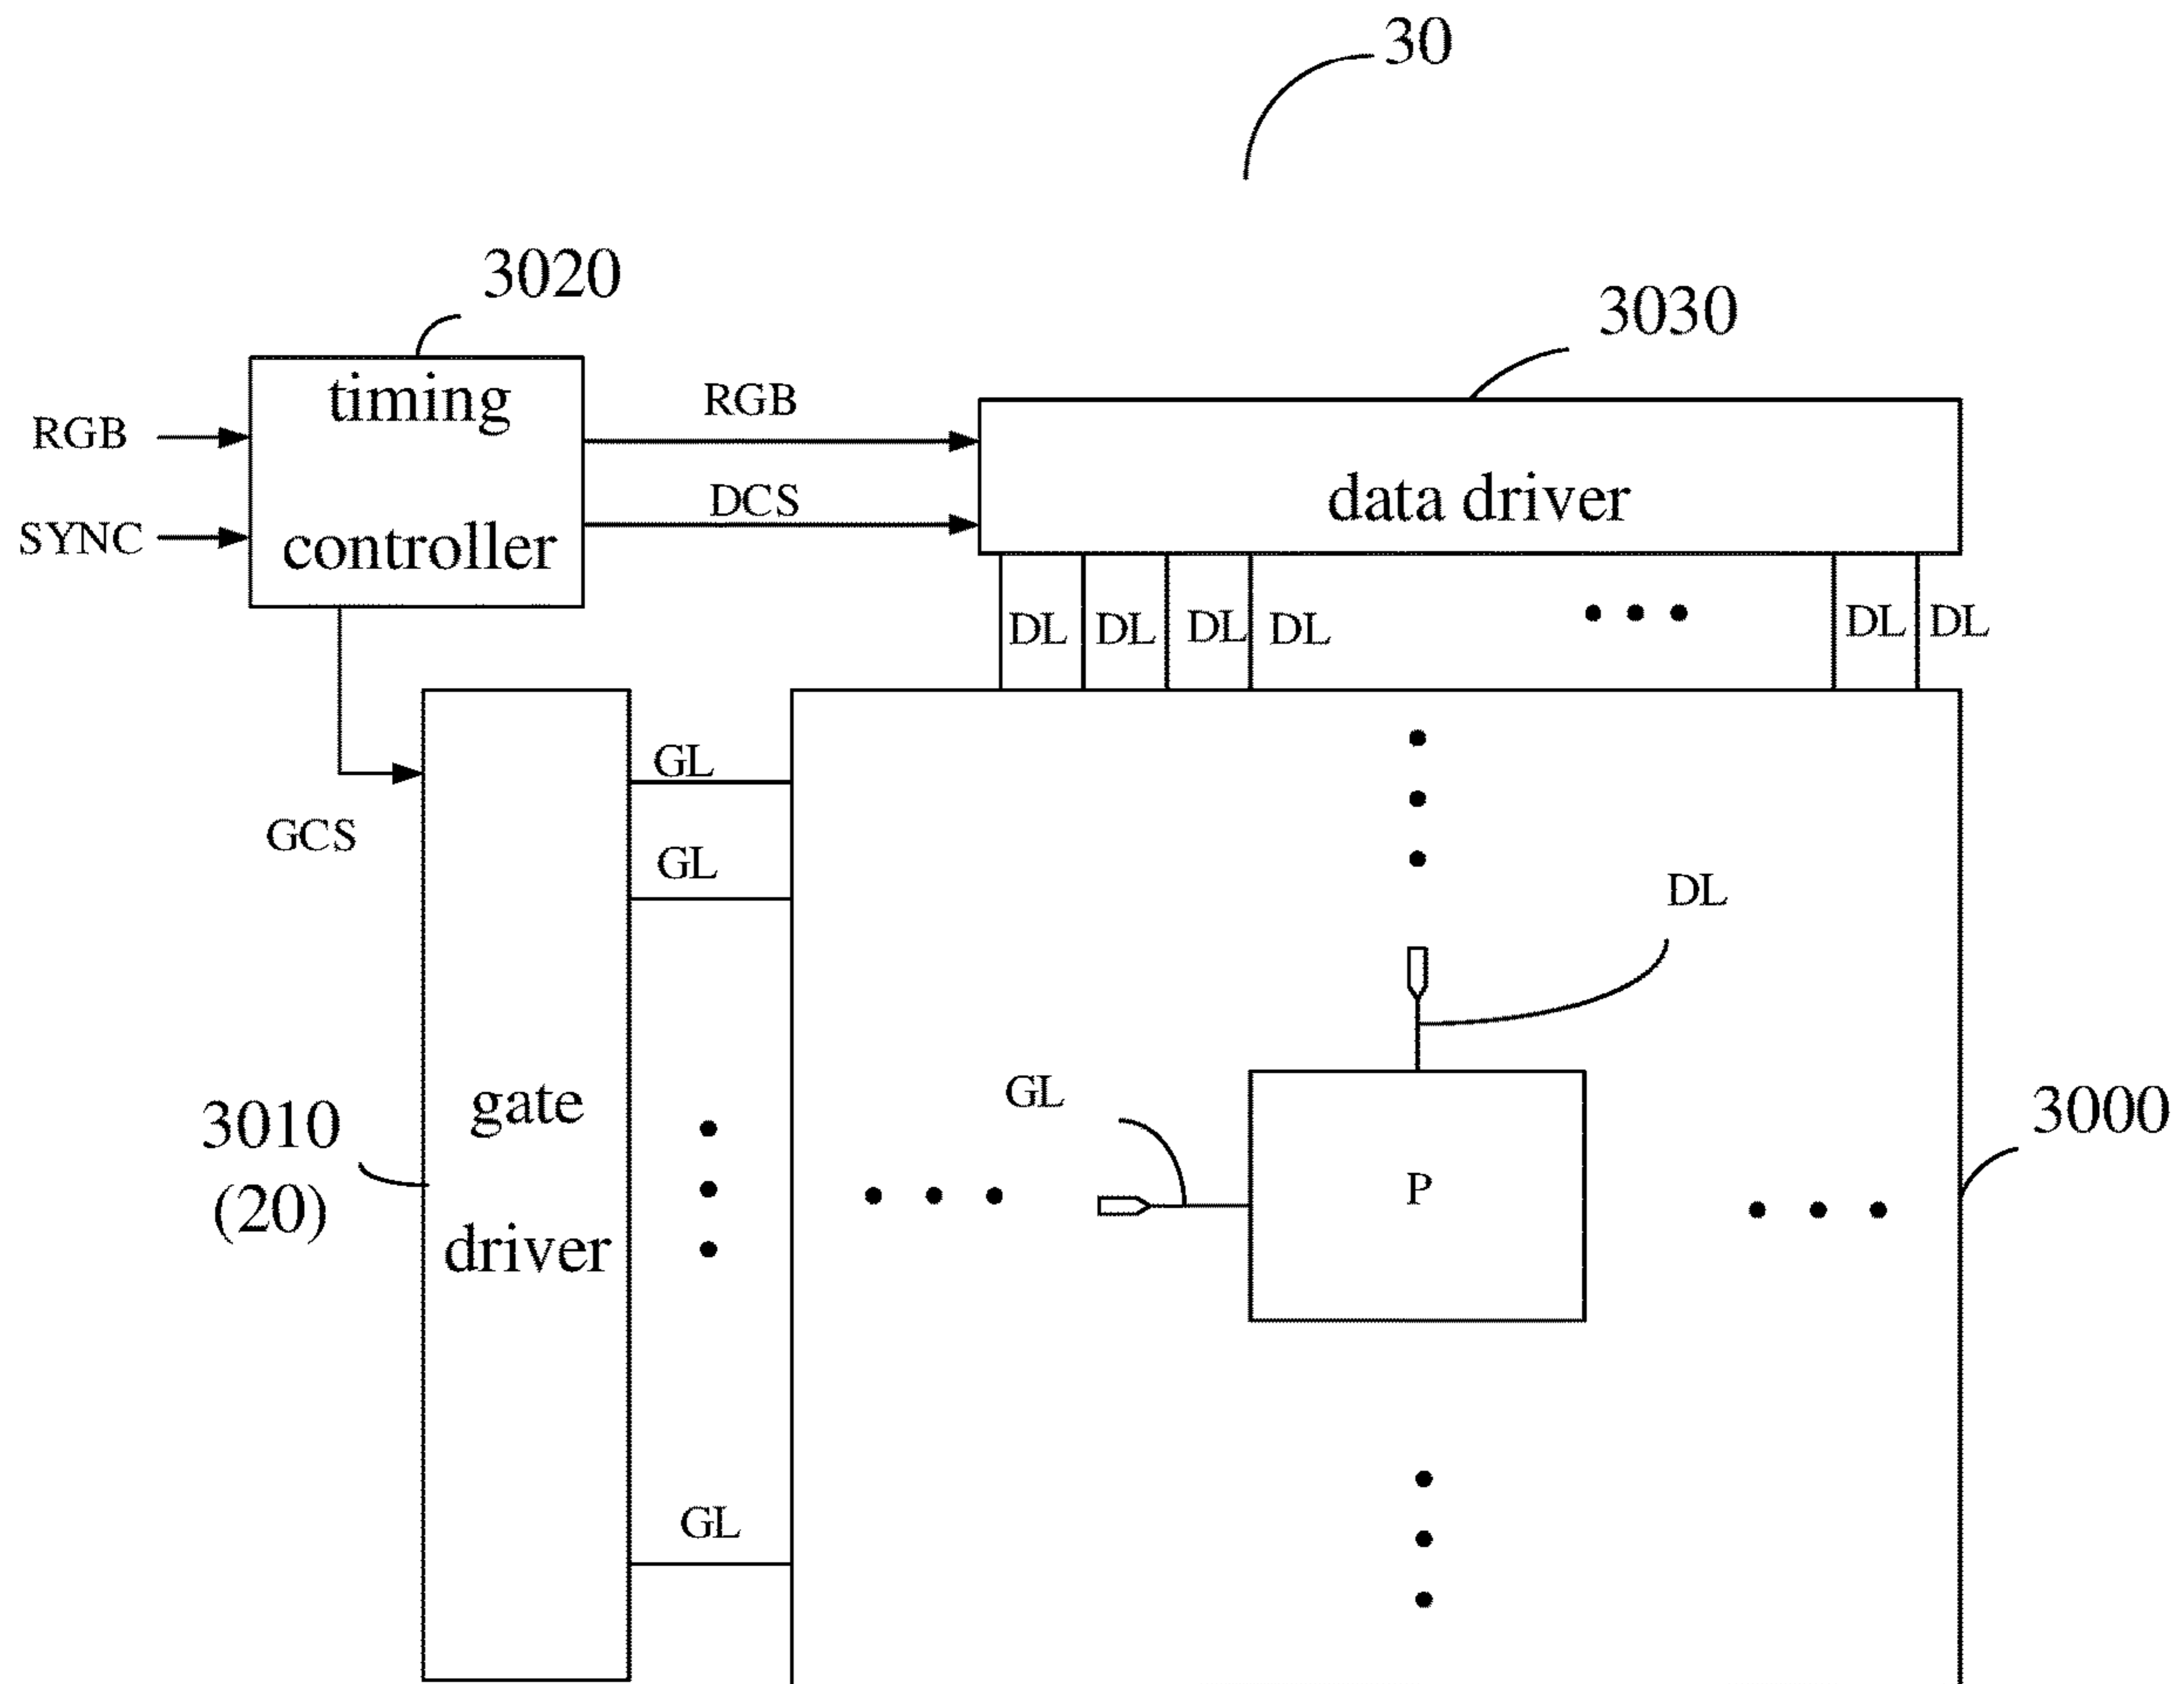 30
3020
3030
timing
controller
RGB
SYNC
RGB
DCS
data driver
DL DL DL DL DL DL
GCS
GL
GL
DL
GL
3010
(20)
gate
driver
P
3000
GL